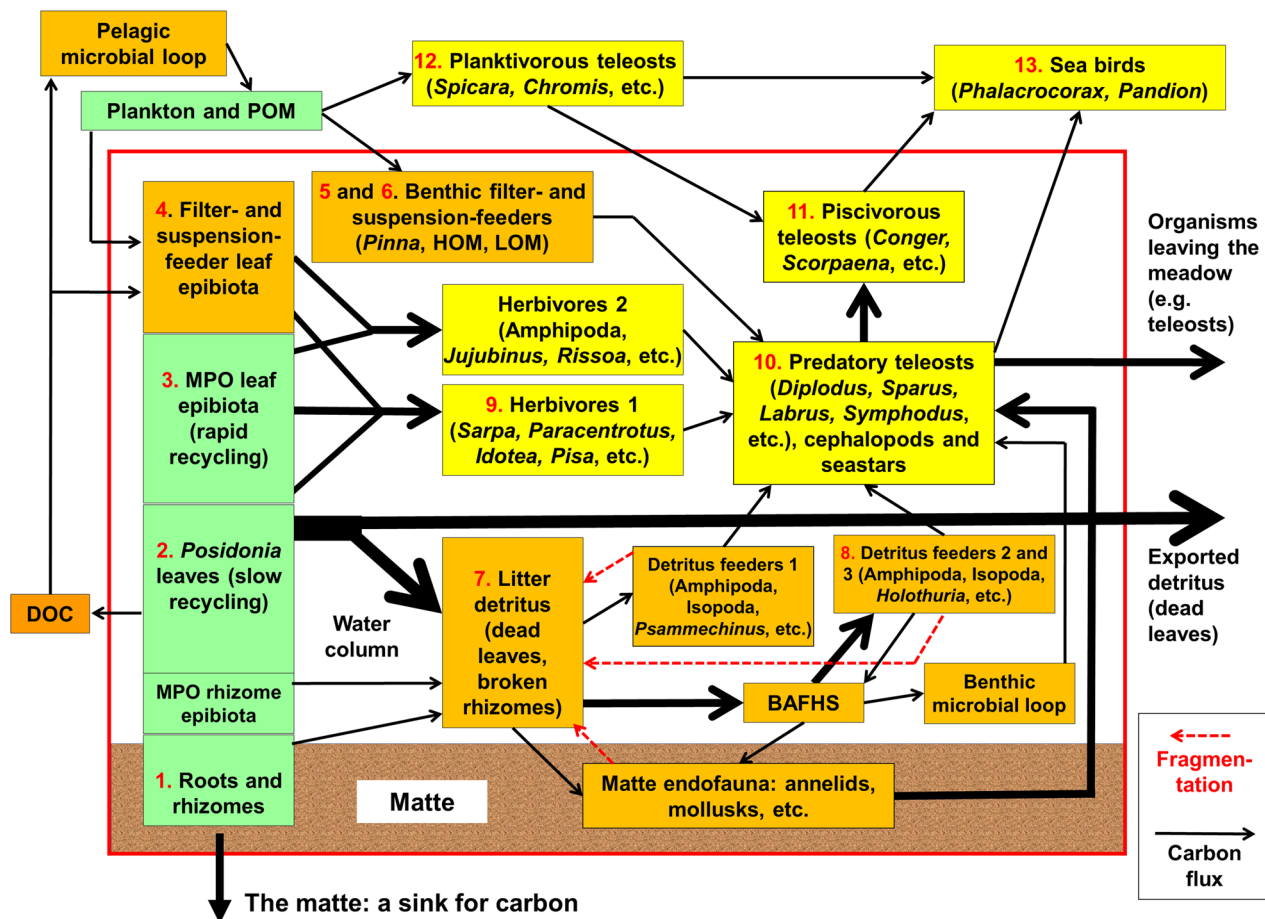 Pelagic
microbial loop
12. Planktivorous teleosts
(Spicara, Chromis, etc.)
13. Sea birds
(Phalacrocorax, Pandion)
Plankton and POM
4. Filter- and
suspension-
feeder leaf
epibiota
5 and 6. Benthic filter- and
suspension-feeders
(Pinna, HOM, LOM)
11. Piscivorous
teleosts (Conger,
Scorpaena, etc.)
Organisms
leaving the
meadow
(e.g.
teleosts)
Herbivores 2
(Amphipoda,
Jujubinus, Rissoa, etc.)
3. MPO leaf
epibiota
(rapid
recycling)
9. Herbivores 1
(Sarpa, Paracentrotus,
Idotea, Pisa, etc.)
10. Predatory teleosts
(Diplodus, Sparus,
Labrus, Symphodus,
etc.), cephalopods and
seastars
2. Posidonia
leaves (slow
recycling)
7. Litter
detritus
(dead
leaves,
broken
rhizomes)
Detritus feeders 1
(Amphipoda,
Isopoda,
Psammechinus, etc.)
8. Detritus feeders 2 and
3 (Amphipoda, Isopoda,
Holothuria, etc.)
Exported
detritus
(dead
leaves)
DOC
Water
column
MPO rhizome
epibiota
BAFHS
Benthic
microbial loop
1. Roots and
rhizomes
Matte
Matte endofauna: annelids,
mollusks, etc.
Fragmen-
tation
Carbon
flux
The matte: a sink for carbon